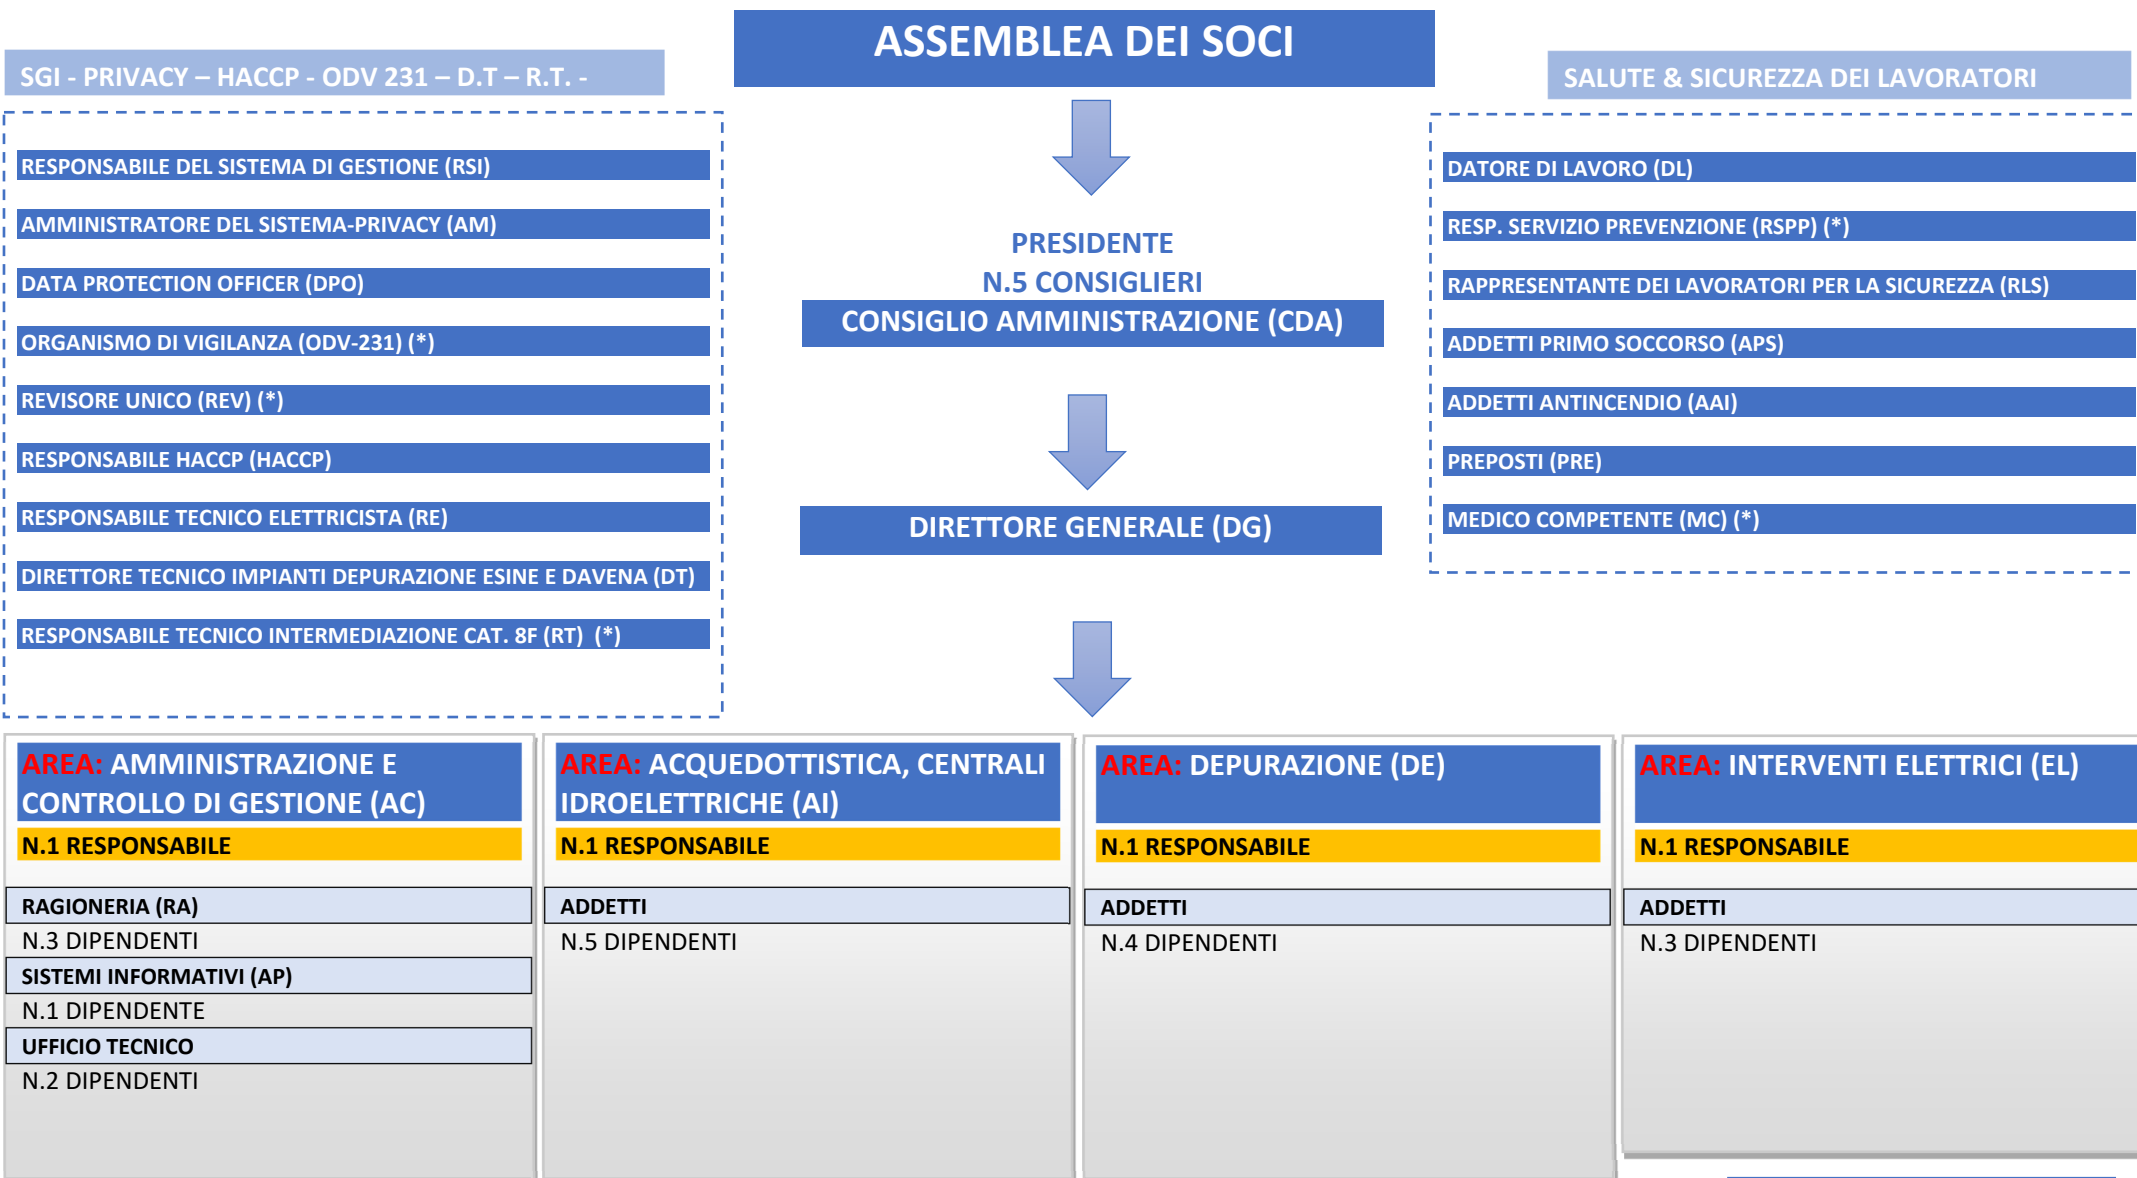 ASSEMBLEA DEI SOCI
SGI - PRIVACY – HACCP - ODV 231 – D.T – R.T. -
RESPONSABILE DEL SISTEMA DI GESTIONE (RSI)
AMMINISTRATORE DEL SISTEMA-PRIVACY (AM)
DATA PROTECTION OFFICER (DPO)
ORGANISMO DI VIGILANZA (ODV-231) (*)
REVISORE UNICO (REV) (*)
RESPONSABILE HACCP (HACCP)
RESPONSABILE TECNICO ELETTRICISTA (RE)
DIRETTORE TECNICO IMPIANTI DEPURAZIONE ESINE E DAVENA (DT)
RESPONSABILE TECNICO INTERMEDIAZIONE CAT. 8F (RT) (*)
PRESIDENTE
N.5 CONSIGLIERI
CONSIGLIO AMMINISTRAZIONE (CDA)
DIRETTORE GENERALE (DG)
SALUTE & SICUREZZA DEI LAVORATORI
DATORE DI LAVORO (DL)
RESP. SERVIZIO PREVENZIONE (RSPP) (*)
RAPPRESENTANTE DEI LAVORATORI PER LA SICUREZZA (RLS)
ADDETTI PRIMO SOCCORSO (APS)
ADDETTI ANTINCENDIO (AAI)
PREPOSTI (PRE)
MEDICO COMPETENTE (MC) (*)
AREA: AMMINISTRAZIONE E
CONTROLLO DI GESTIONE (AC)
N.1 RESPONSABILE
RAGIONERIA (RA)
N.3 DIPENDENTI
SISTEMI INFORMATIVI (AP)
N.1 DIPENDENTE
UFFICIO TECNICO
N.2 DIPENDENTI
AREA: ACQUEDOTTISTICA, CENTRALI
IDROELETTRICHE (AI)
N.1 RESPONSABILE
ADDETTI
N.5 DIPENDENTI
AREA: DEPURAZIONE (DE)
N.1 RESPONSABILE
ADDETTI
N.4 DIPENDENTI
AREA: INTERVENTI ELETTRICI (EL)
N.1 RESPONSABILE
ADDETTI
N.3 DIPENDENTI